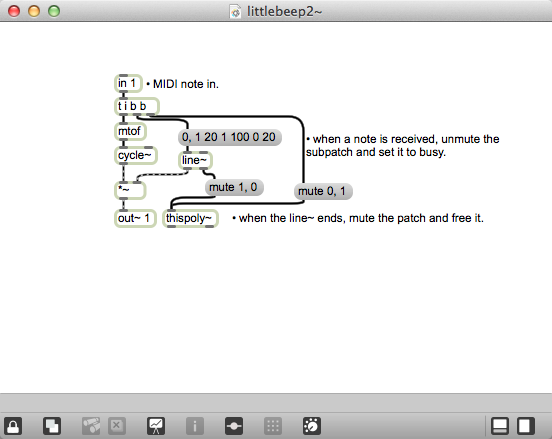 littlebeep2~
in 1
• MIDI note in.
t i b b
mtof
0, 1 20 1 100 0 20
• when a note is received, unmute the
subpatch and set it to busy.
cycle~
line~
*~
mute 1, 0
mute 0, 1
out~ 1
thispoly~
• when the line~ ends, mute the patch and free it.